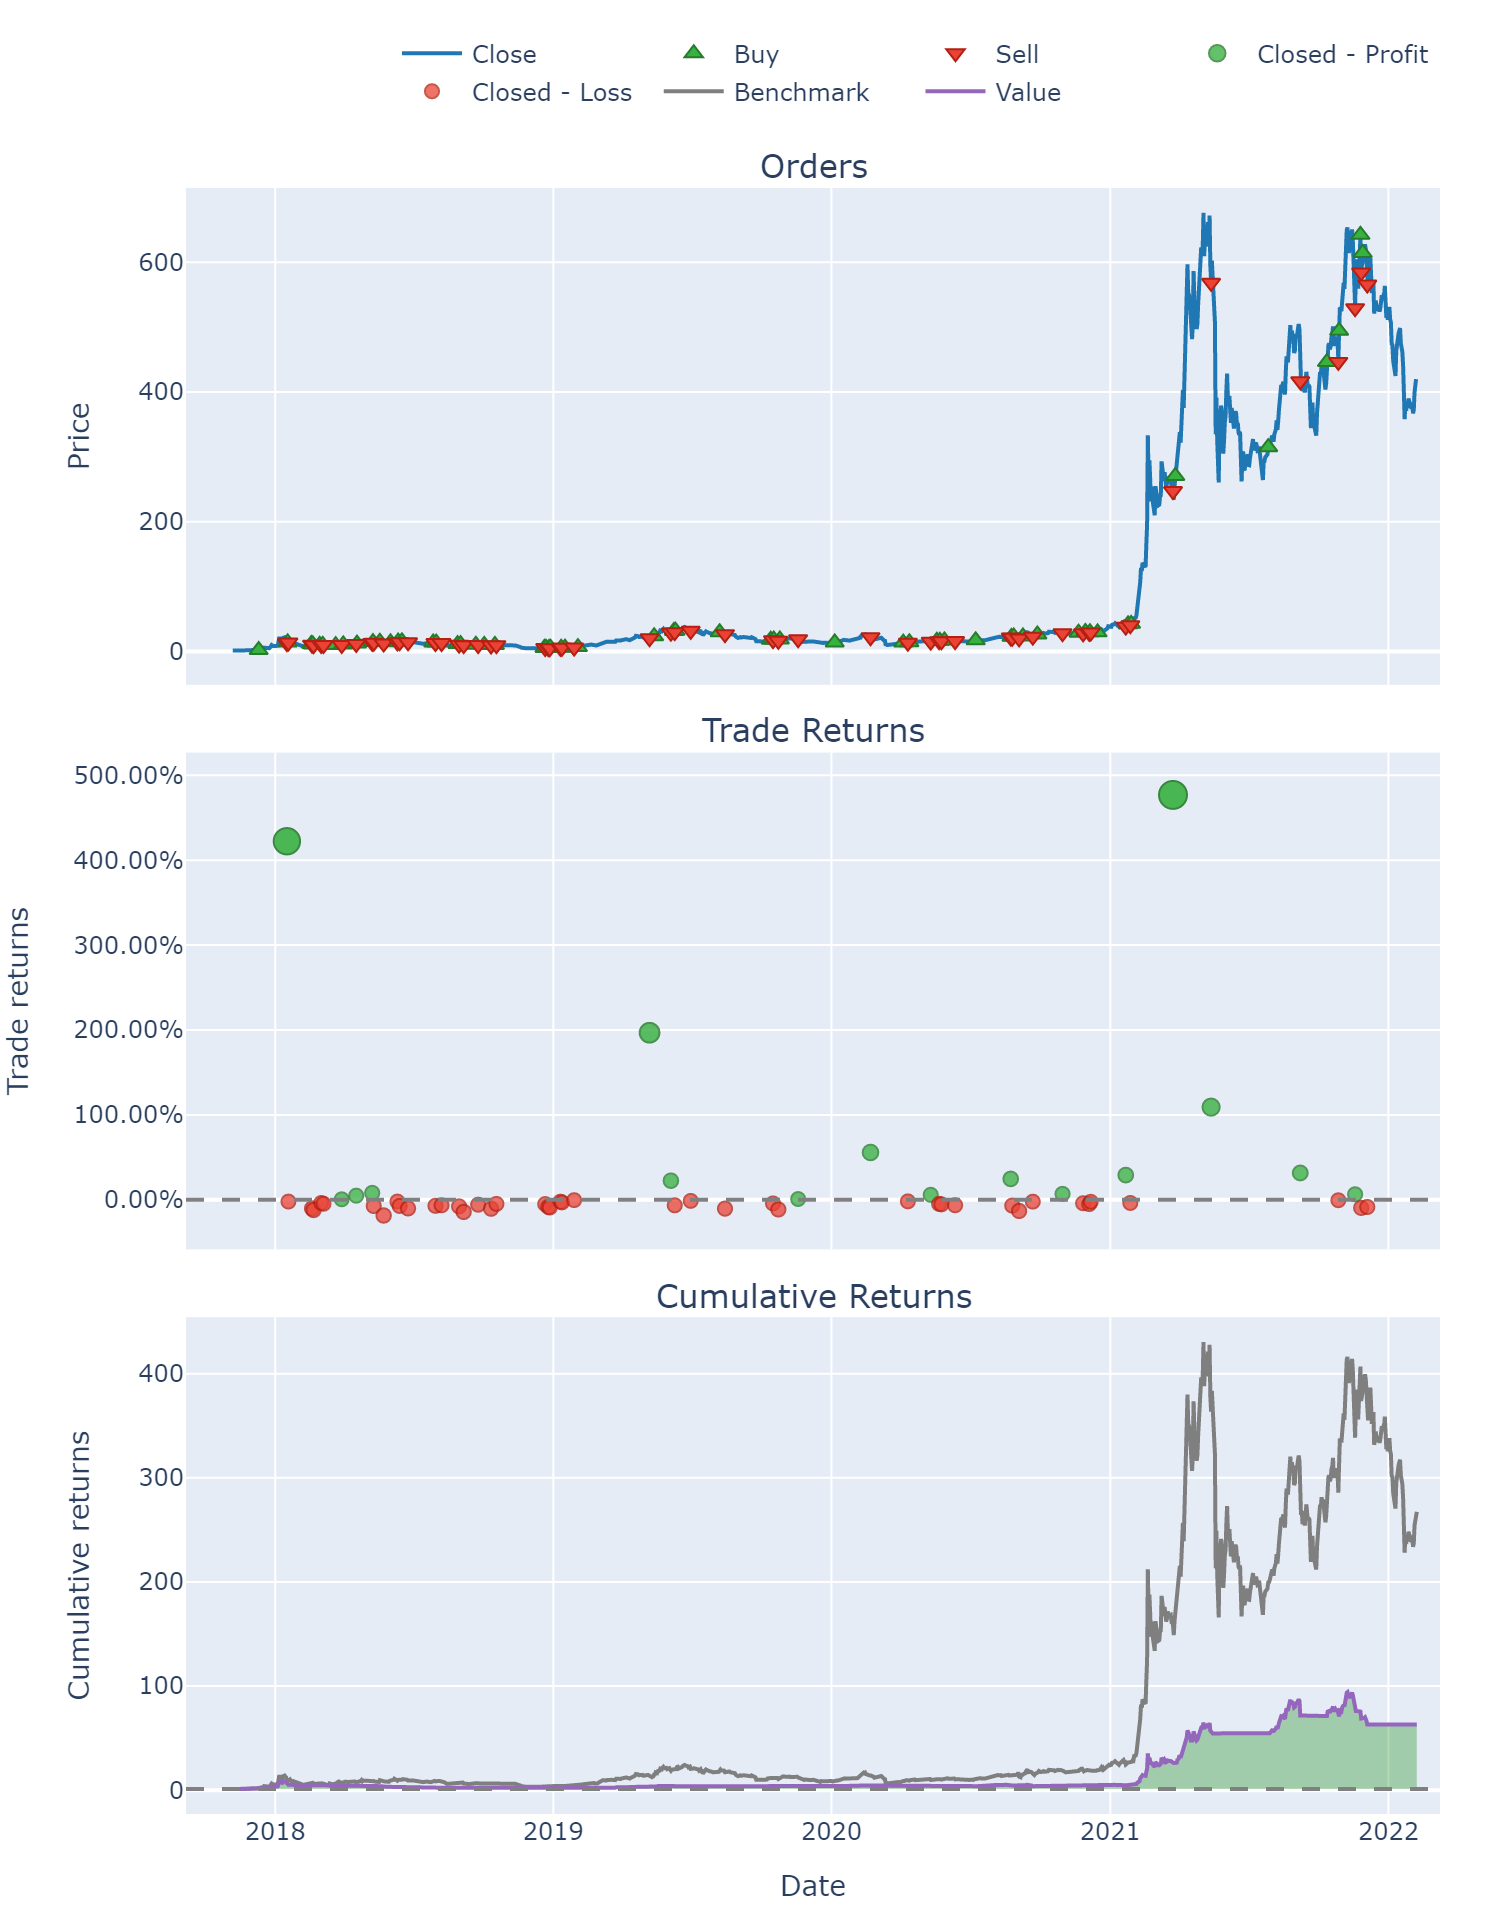 Close Buy Sell Closed - Profit
Closed - Loss Benchmark Value
Orders
600
400
200
0
Price
Trade Returns
500.00%
400.00%
300.00%
200.00%
100.00%
0.00%
Trade returns
Cumulative Returns
400
300
200
100
0
Cumulative returns
2018 2019 2020 2021 2022
Date